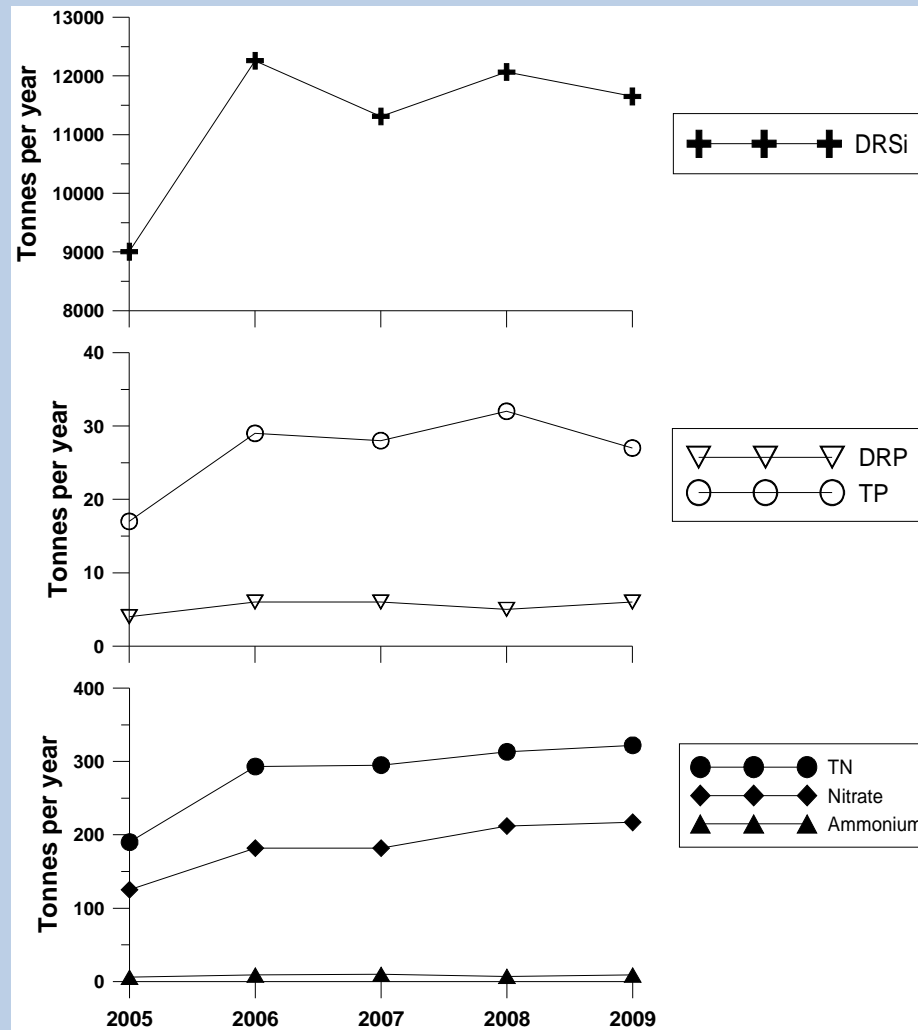 Tonnes per year
13000
12000
11000
10000
9000
8000
DRSi
Tonnes per year
40
30
20
10
0
DRP
TP
Tonnes per year
400
300
200
100
0
TN
Nitrate
Ammonium
2005 2006 2007 2008 2009